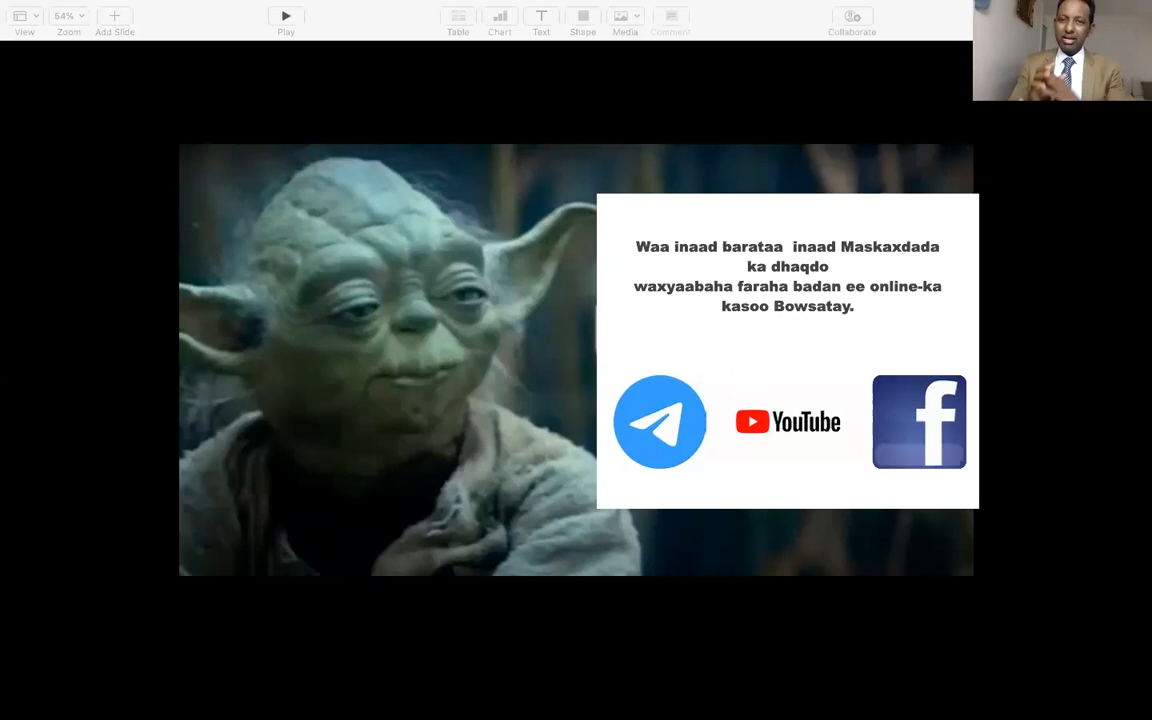 54%
View
Zoom
Add Slide
Play
Table
Chart
Text
Shape
Media
Comment
Collaborate
Waa inaad barataa  inaad Maskaxdada
ka dhaqdo
waxyaabaha faraha badan ee online-ka
kasoo Bowsatay.
YouTube
f